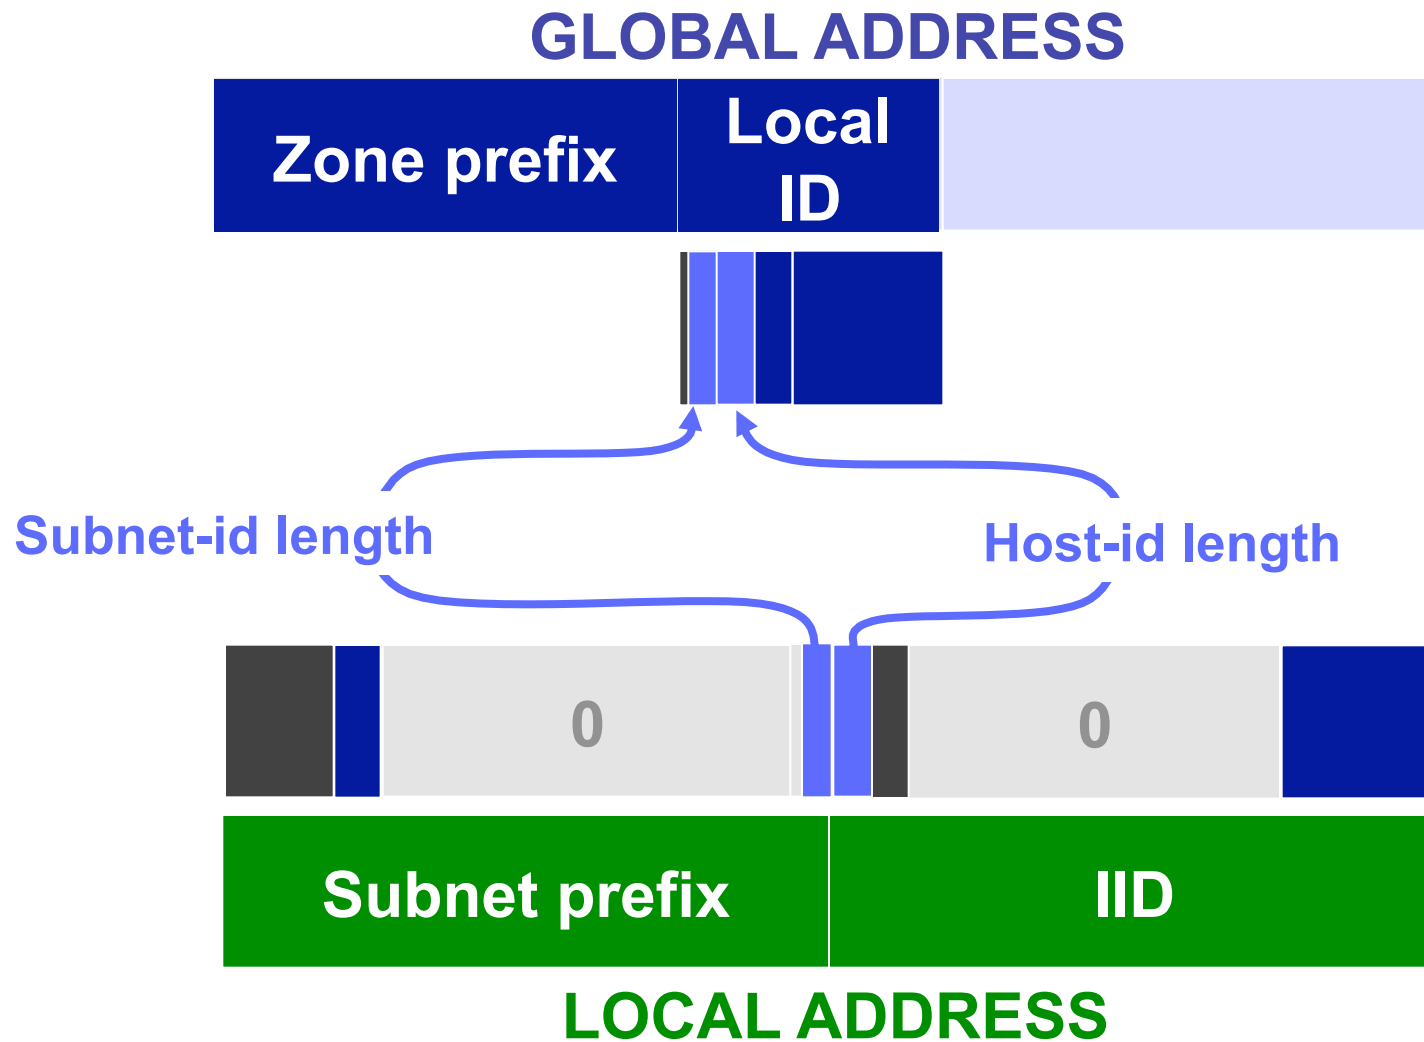 GLOBAL ADDRESS
Zone prefix
Local
ID
Subnet-id length
Host-id length
0
0
Subnet prefix
IID
LOCAL ADDRESS